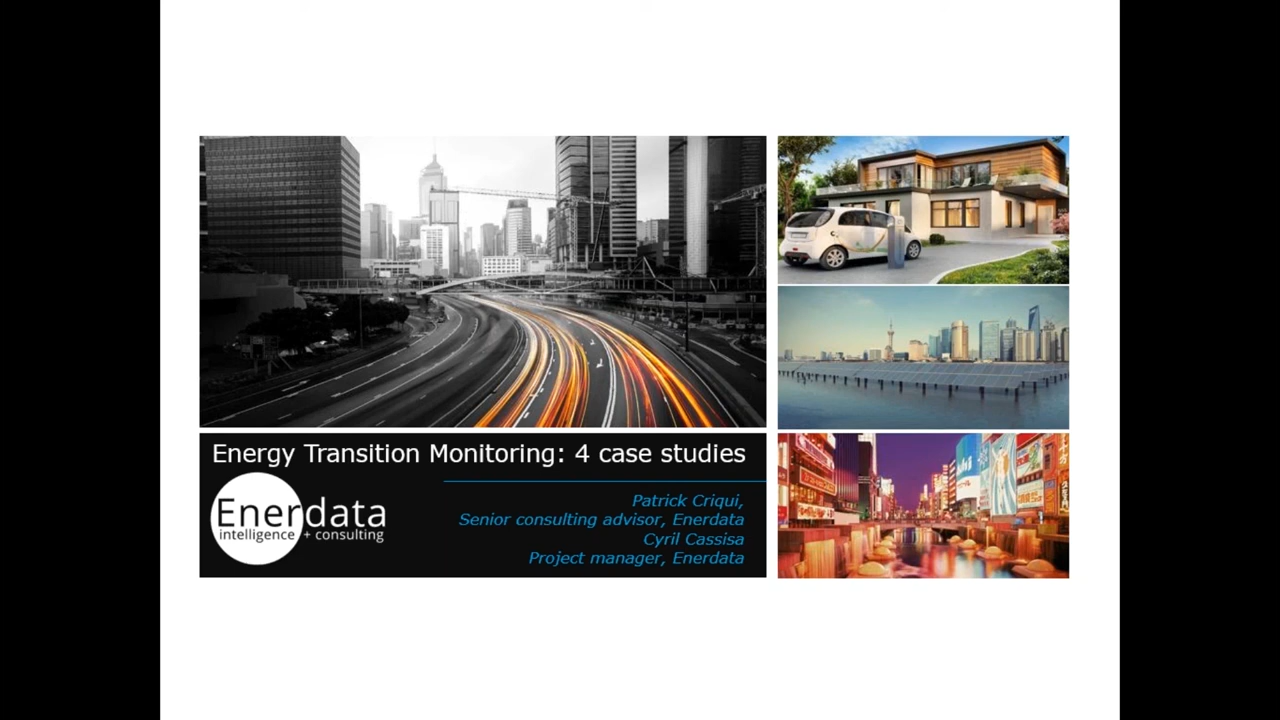 Energy Transition Monitoring: 4 case studies
Enerdata
intelligence + consulting
Patrick Criqui,
Senior consulting advisor, Enerdata
Cyril Cassisa
Project manager, Enerdata